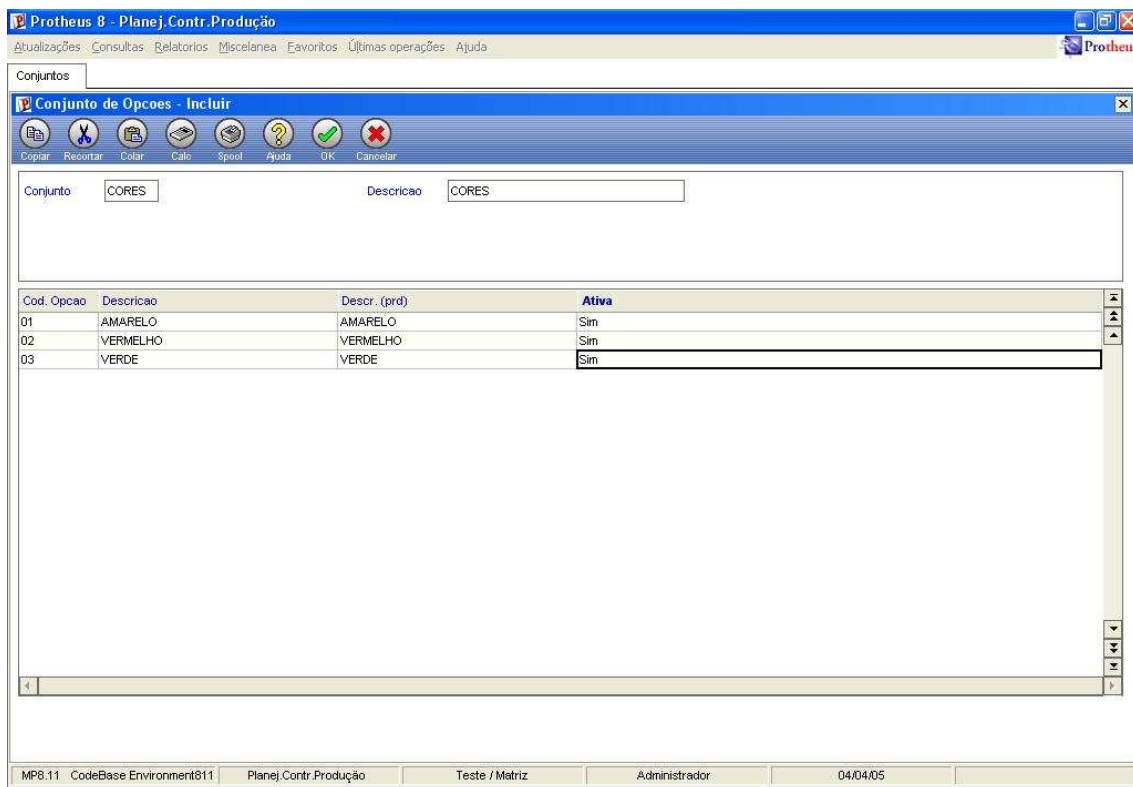 Protheus 8 - Planej.Contr.Produção
Atualizações Consultas Relatorios Miscelanea Favoritos Últimas operações Ajuda
Protheu
Conjuntos
Conjunto de Opcoes - Incluir
Copiar Recortar Colar Calc Spool Ajuda OK Cancelar
Conjunto CORES Descricao CORES
Cod. Opcao Descricao Descr. (prd) Ativa
01 AMARELO AMARELO Sim
02 VERMELHO VERMELHO Sim
03 VERDE VERDE Sim
MP8.11 CodeBase Environment811 Planej.Contr.Produção Teste / Matriz Administrador 04/04/05